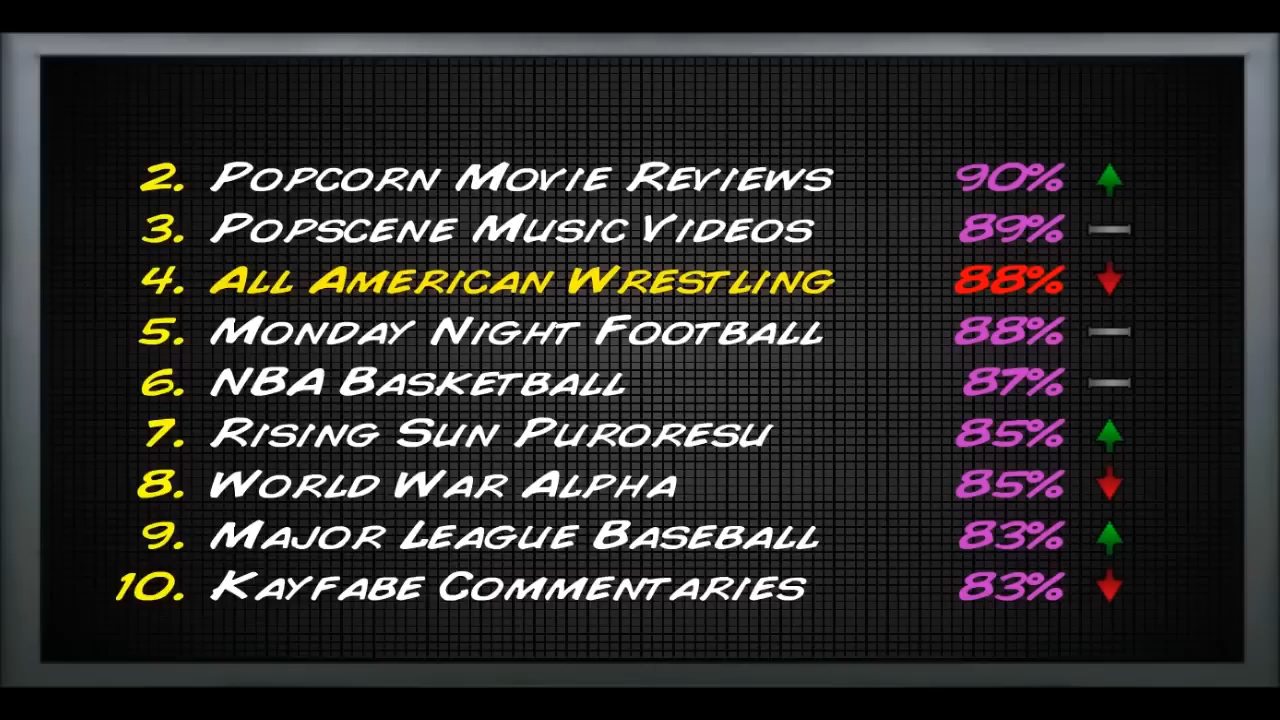 2. Popcorn Movie Reviews 90%
3. Popscene Music Videos 89%
4. All American Wrestling 88%
5. Monday Night Football 88%
6. NBA Basketball 87%
7. Rising Sun Puroresu 85%
8. World War Alpha 85%
9. Major League Baseball 83%
10. Kayfabe Commentaries 83%